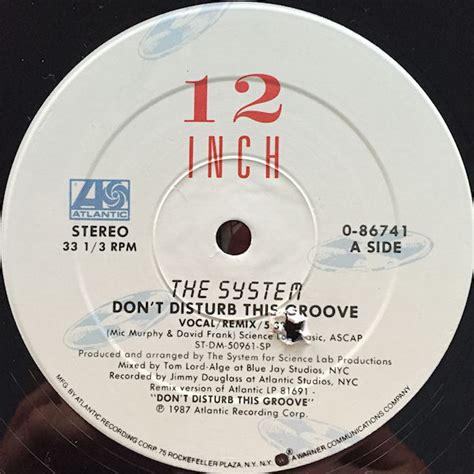 12
INCH
ATLANTIC
STEREO
33 1/3 RPM
0-86741
A SIDE
THE SYSTEM
DON'T DISTURB THIS GROOVE
VOCAL/REMIX/5
(Mic Murphy & David Frank) Science ASCAP
ST-DM-50961-SP
Produced and arranged by The System for Science Lab Productions
Mixed by Tom Lord-Alge at Blue Jay Studios, NYC
Recorded by Jimmy Douglass at Atlantic Studios, NYC
Remix version of Original in Atlantic LP 81691 -
"DON'T DISTURB THIS GROOVE"
℗ 1987 Atlantic Recording Corp.
MFG. BY ATLANTIC RECORDING CORP. 75 ROCKEFELLER PLAZA, N.Y. N.Y. A WARNER COMMUNICATIONS COMPANY